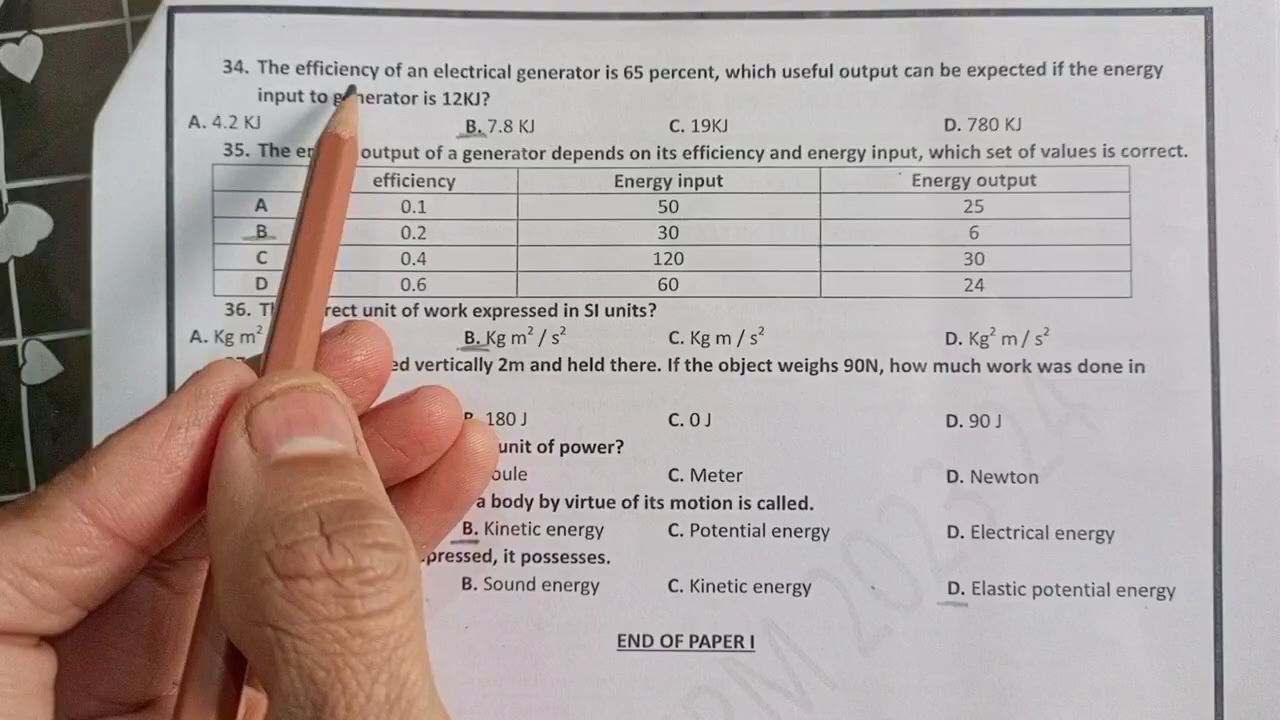 34. The efficiency of an electrical generator is 65 percent, which useful output can be expected if the energy
input to generator is 12KJ?
A. 4.2 KJ B. 7.8 KJ C. 19KJ D. 780 KJ
35. The output of a generator depends on its efficiency and energy input, which set of values is correct.
efficiency Energy input Energy output
A 0.1 50 25
B 0.2 30 6
C 0.4 120 30
D 0.6 60 24
36. unit of work expressed in SI units?
A. Kg m² B. Kg m² / s² C. Kg m / s² D. Kg² m / s²
vertically 2m and held there. If the object weighs 90N, how much work was done in
180 J C. 0 J D. 90 J
unit of power?
C. Meter D. Newton
a body by virtue of its motion is called.
B. Kinetic energy C. Potential energy D. Electrical energy
it possesses.
B. Sound energy C. Kinetic energy D. Elastic potential energy
END OF PAPER I